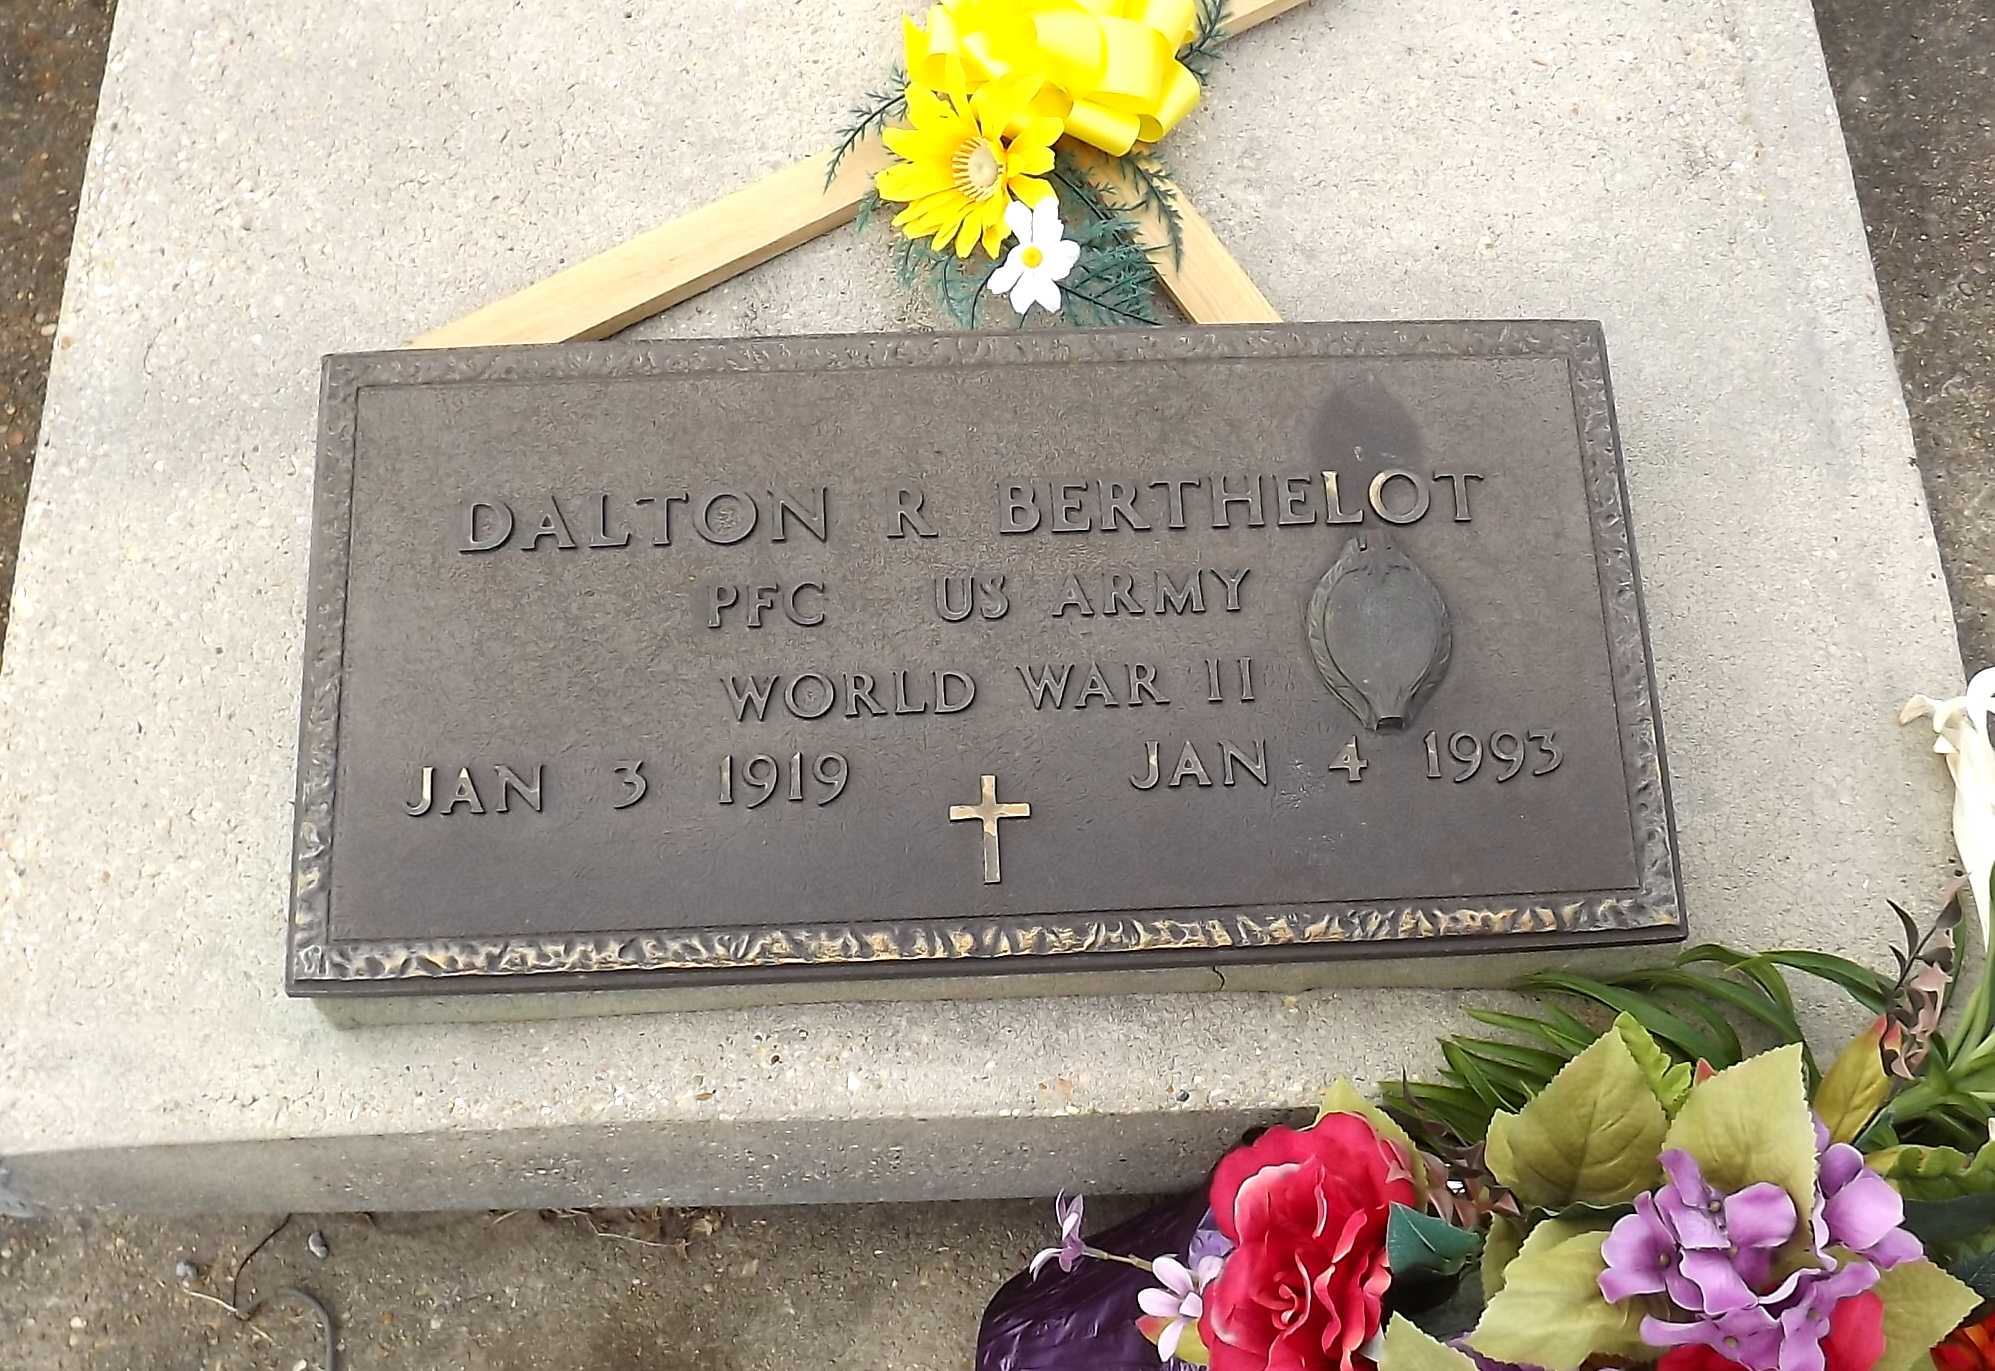 DALTON R BERTHELOT
PFC US ARMY
WORLD WAR II
JAN 3 1919 JAN 4 1993